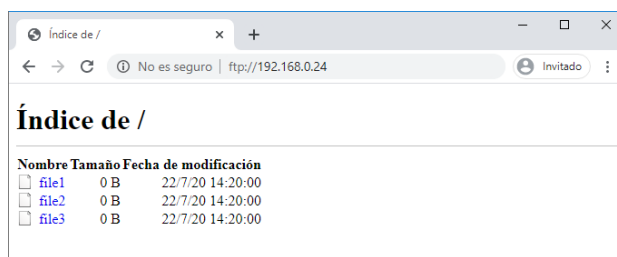 Índice de /
No es seguro | ftp://192.168.0.24
Invitado
Índice de /
Nombre Tamaño Fecha de modificación
file1 0 B 22/7/20 14:20:00
file2 0 B 22/7/20 14:20:00
file3 0 B 22/7/20 14:20:00